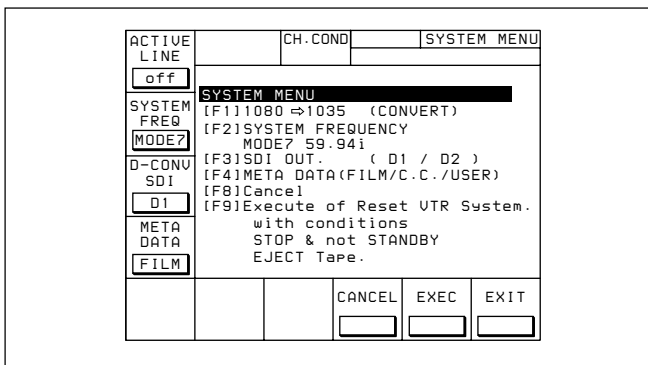 ACTIVE LINE
off
CH.COND
SYSTEM MENU
SYSTEM FREQ
MODE7
D-CONV SDI
D1
META DATA
FILM
SYSTEM MENU
[F1]1080 ⇨1035 (CONVERT)
[F2]SYSTEM FREQUENCY
MODE7 59.94i
[F3]SDI OUT. ( D1 / D2 )
[F4]META DATA(FILM/C.C./USER)
[F8]Cancel
[F9]Execute of Reset VTR System.
with conditions
STOP & not STANDBY
EJECT Tape.
CANCEL
EXEC
EXIT